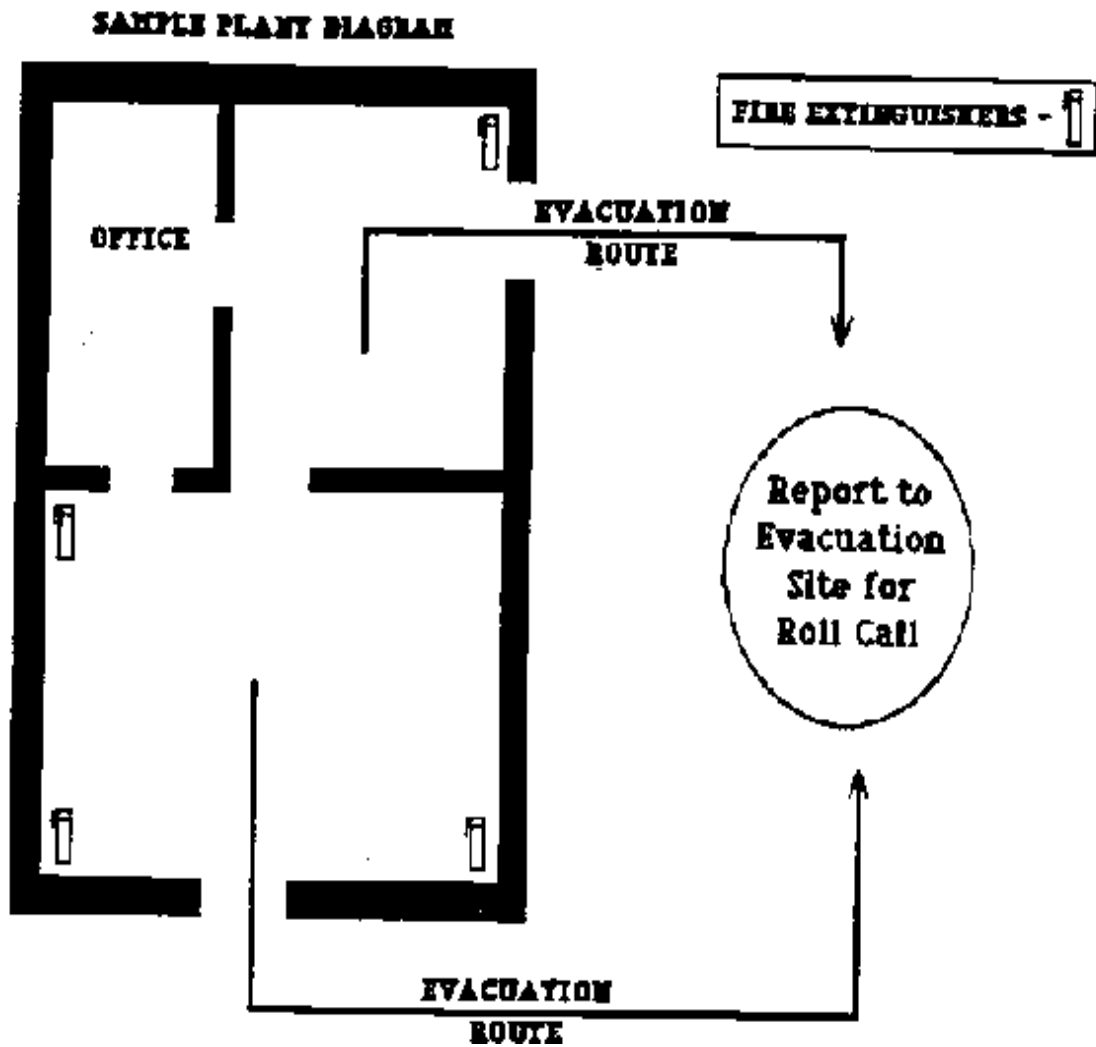 SAMPLE PLANT DIAGRAM
FIRE EXTINGUISHERS -
OFFICE
EVACUATION
ROUTE
Report to
Evacuation
Site for
Roll Call
EVACUATION
ROUTE